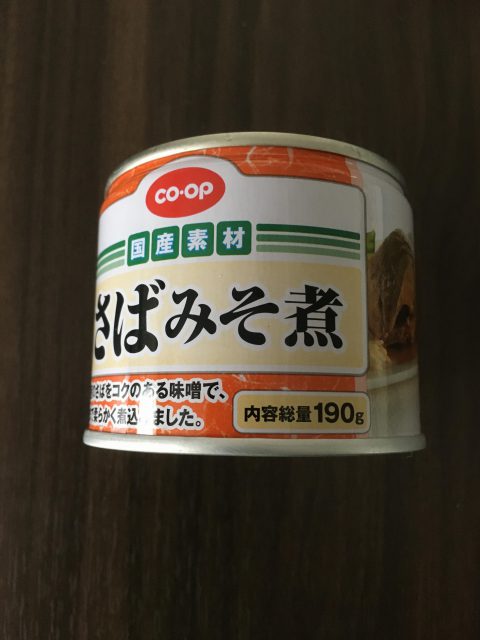 CO·OP
国産素材
さばみそ煮
さばをコクのある味噌で、
らかく煮込みました。
内容総量190g